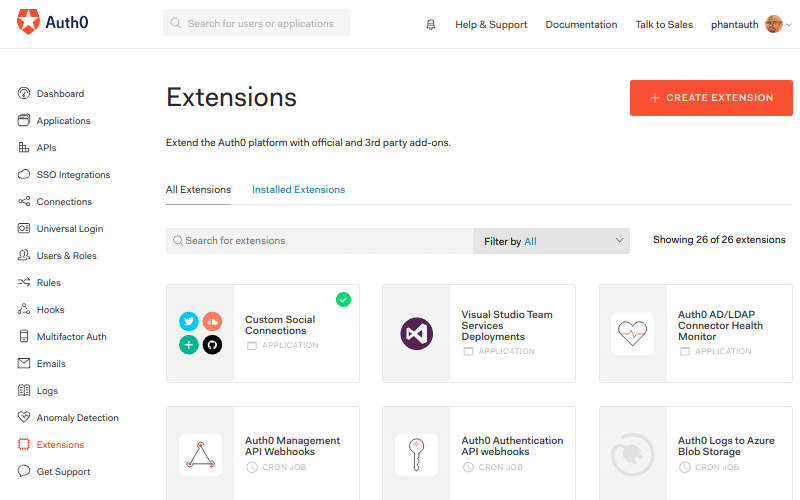 Auth0
Search for users or applications
Help & Support
Documentation
Talk to Sales
phantauth
Dashboard
Applications
APIs
SSO Integrations
Connections
Universal Login
Users & Roles
Rules
Hooks
Multifactor Auth
Emails
Logs
Anomaly Detection
Extensions
Get Support
Extensions
+ CREATE EXTENSION
Extend the Auth0 platform with official and 3rd party add-ons.
All Extensions
Installed Extensions
Search for extensions
Filter by All
Showing 26 of 26 extensions
Custom Social
Connections
APPLICATION
Visual Studio Team
Services
Deployments
APPLICATION
Auth0 AD/LDAP
Connector Health
Monitor
APPLICATION
Auth0 Management
API Webhooks
CRON JOB
Auth0 Authentication
API webhooks
CRON JOB
Auth0 Logs to Azure
Blob Storage
CRON JOB